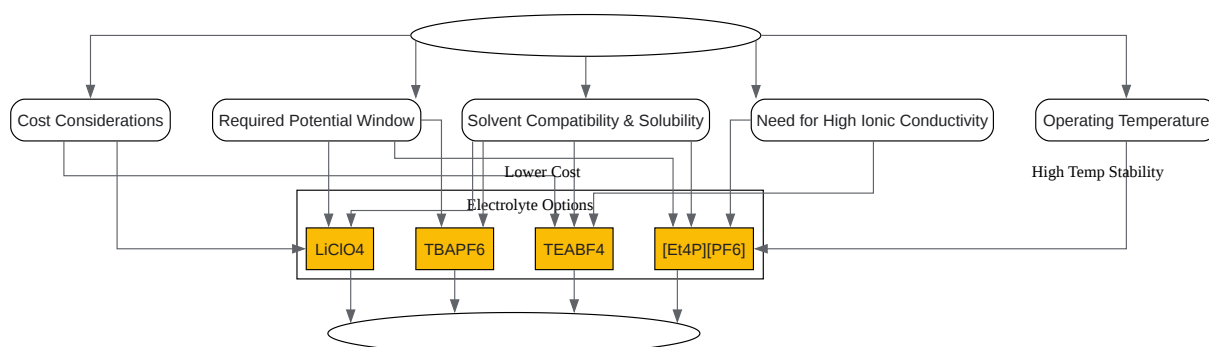 Cost Considerations
Required Potential Window
Solvent Compatibility & Solubility
Need for High Ionic Conductivity
Operating Temperature
Lower Cost
High Temp Stability
Electrolyte Options
LiClO4
TBAPF6
TEABF4
[Et4P][PF6]